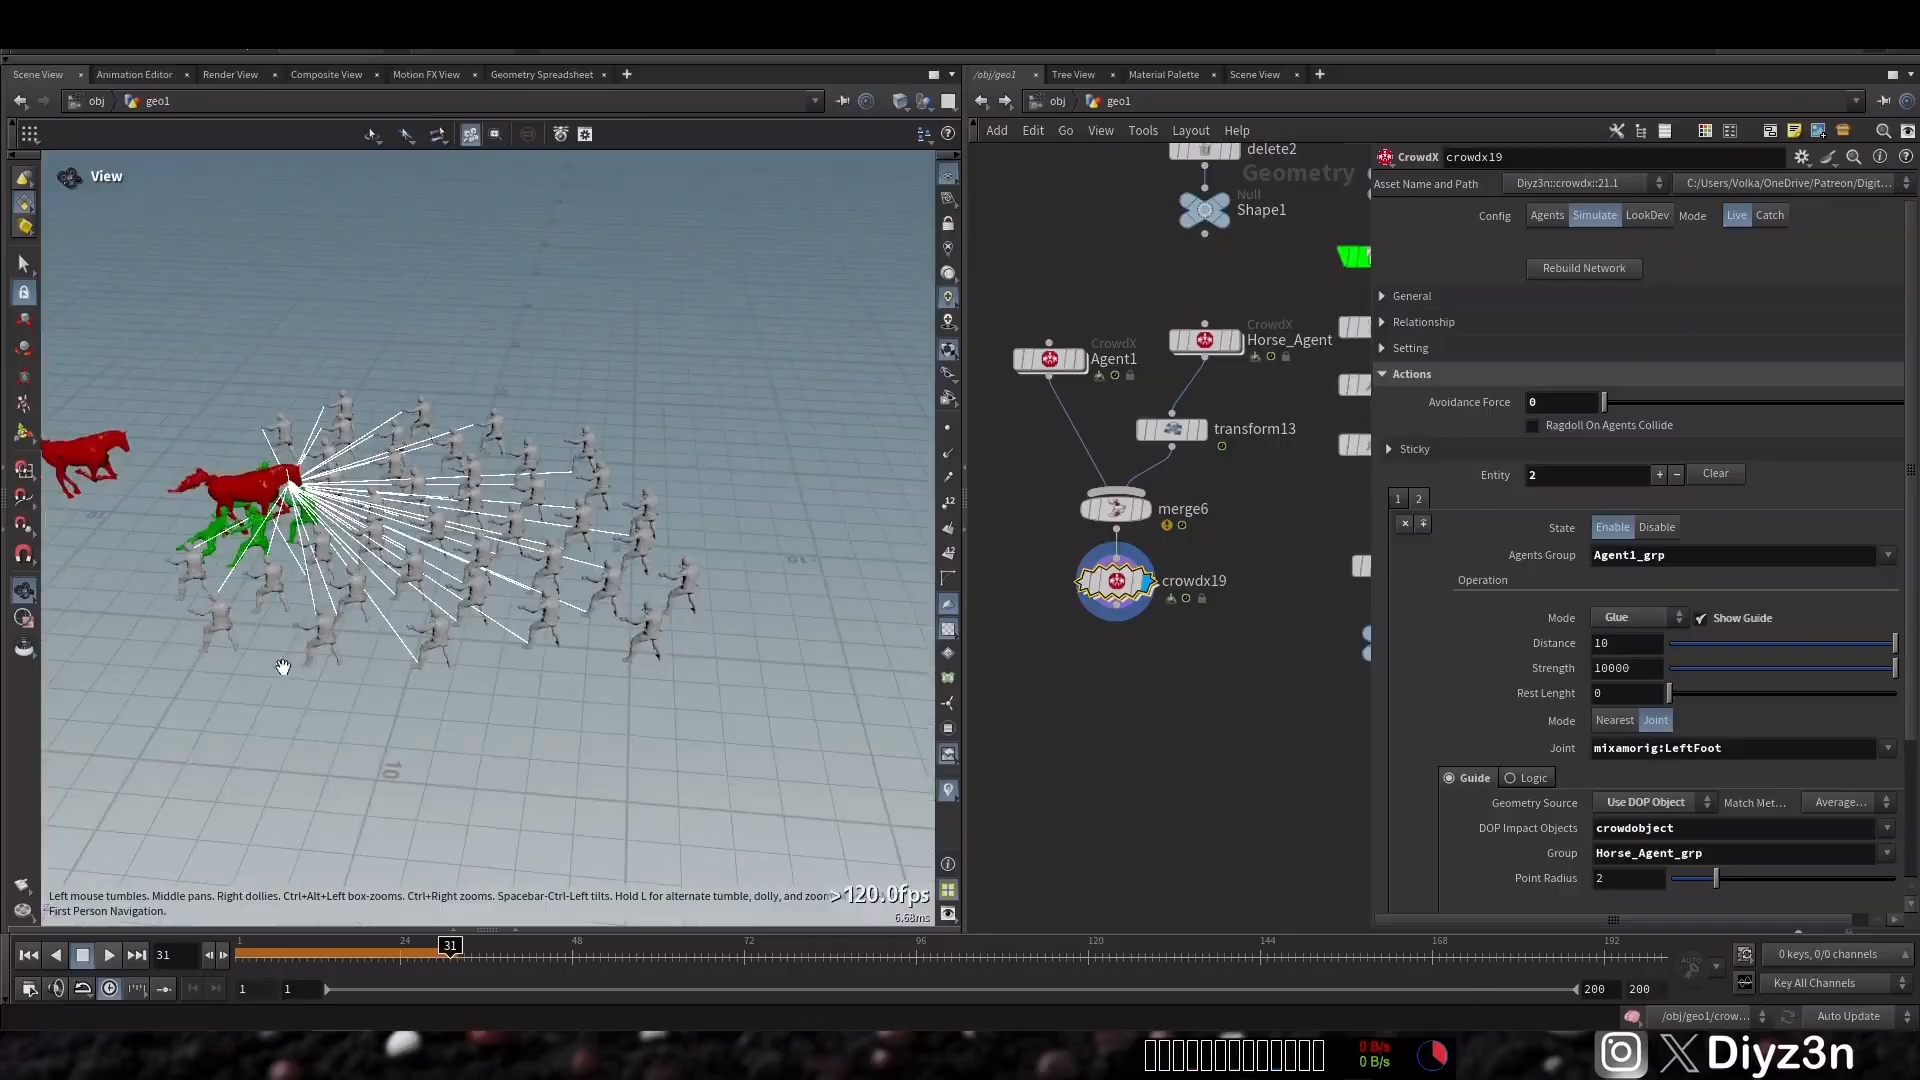 Scene View × Animation Editor × Render View × Composite View × Motion FX View × Geometry Spreadsheet ×
/obj/geo1 × Tree View × Material Palette × Scene View ×
obj geo1
obj geo1
Add Edit Go View Tools Layout Help
View
delete2
Geometry
Null
Shape1
CrowdX
Agent1
CrowdX
Horse_Agent
transform13
merge6
crowdx19
CrowdX crowdx19
Asset Name and Path Diyz3n::crowdx::21.1 C:/Users/Volka/OneDrive/Patreon/Digit...
Config Agents Simulate LookDev Mode Live Catch
Rebuild Network
General
Relationship
Setting
Actions
Avoidance Force 0
Ragdoll On Agents Collide
Sticky
Entity 2 + − Clear
1 2
State Enable Disable
Agents Group Agent1_grp
Operation
Mode Glue Show Guide
Distance 10
Strength 10000
Rest Lenght 0
Mode Nearest Joint
Joint mixamorig:LeftFoot
Guide Logic
Geometry Source Use DOP Object Match Met... Average...
DOP Impact Objects crowdobject
Group Horse_Agent_grp
Point Radius 2
10
12
12
Left mouse tumbles. Middle pans. Right dollies. Ctrl+Alt+Left box-zooms. Ctrl+Right zooms. Spacebar-Ctrl-Left tilts. Hold L for alternate tumble, dolly, and zoom
First Person Navigation.
>120.0fps
6.68ms
31
1 24 31 48 72 96 120 144 168 192
1 1 200 200
AUTO
0 keys, 0/0 channels
Key All Channels
/obj/geo1/crow... Auto Update
0 B/s
0 B/s
Diyz3n